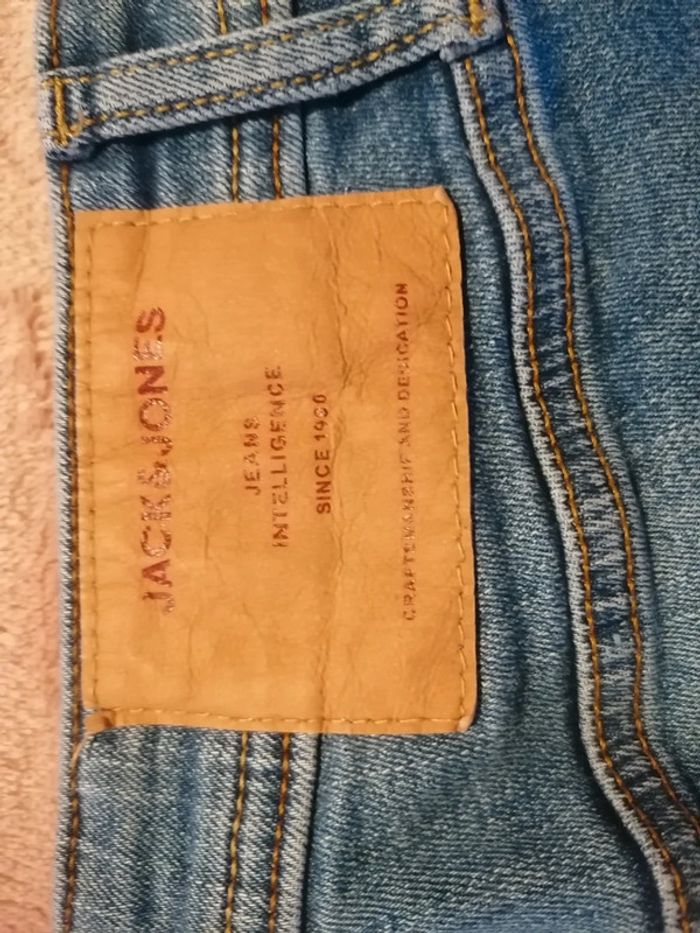 JACK&JONES
JEANS
INTELLIGENCE
SINCE 1990
CRAFTSMANSHIP AND DEDICATION